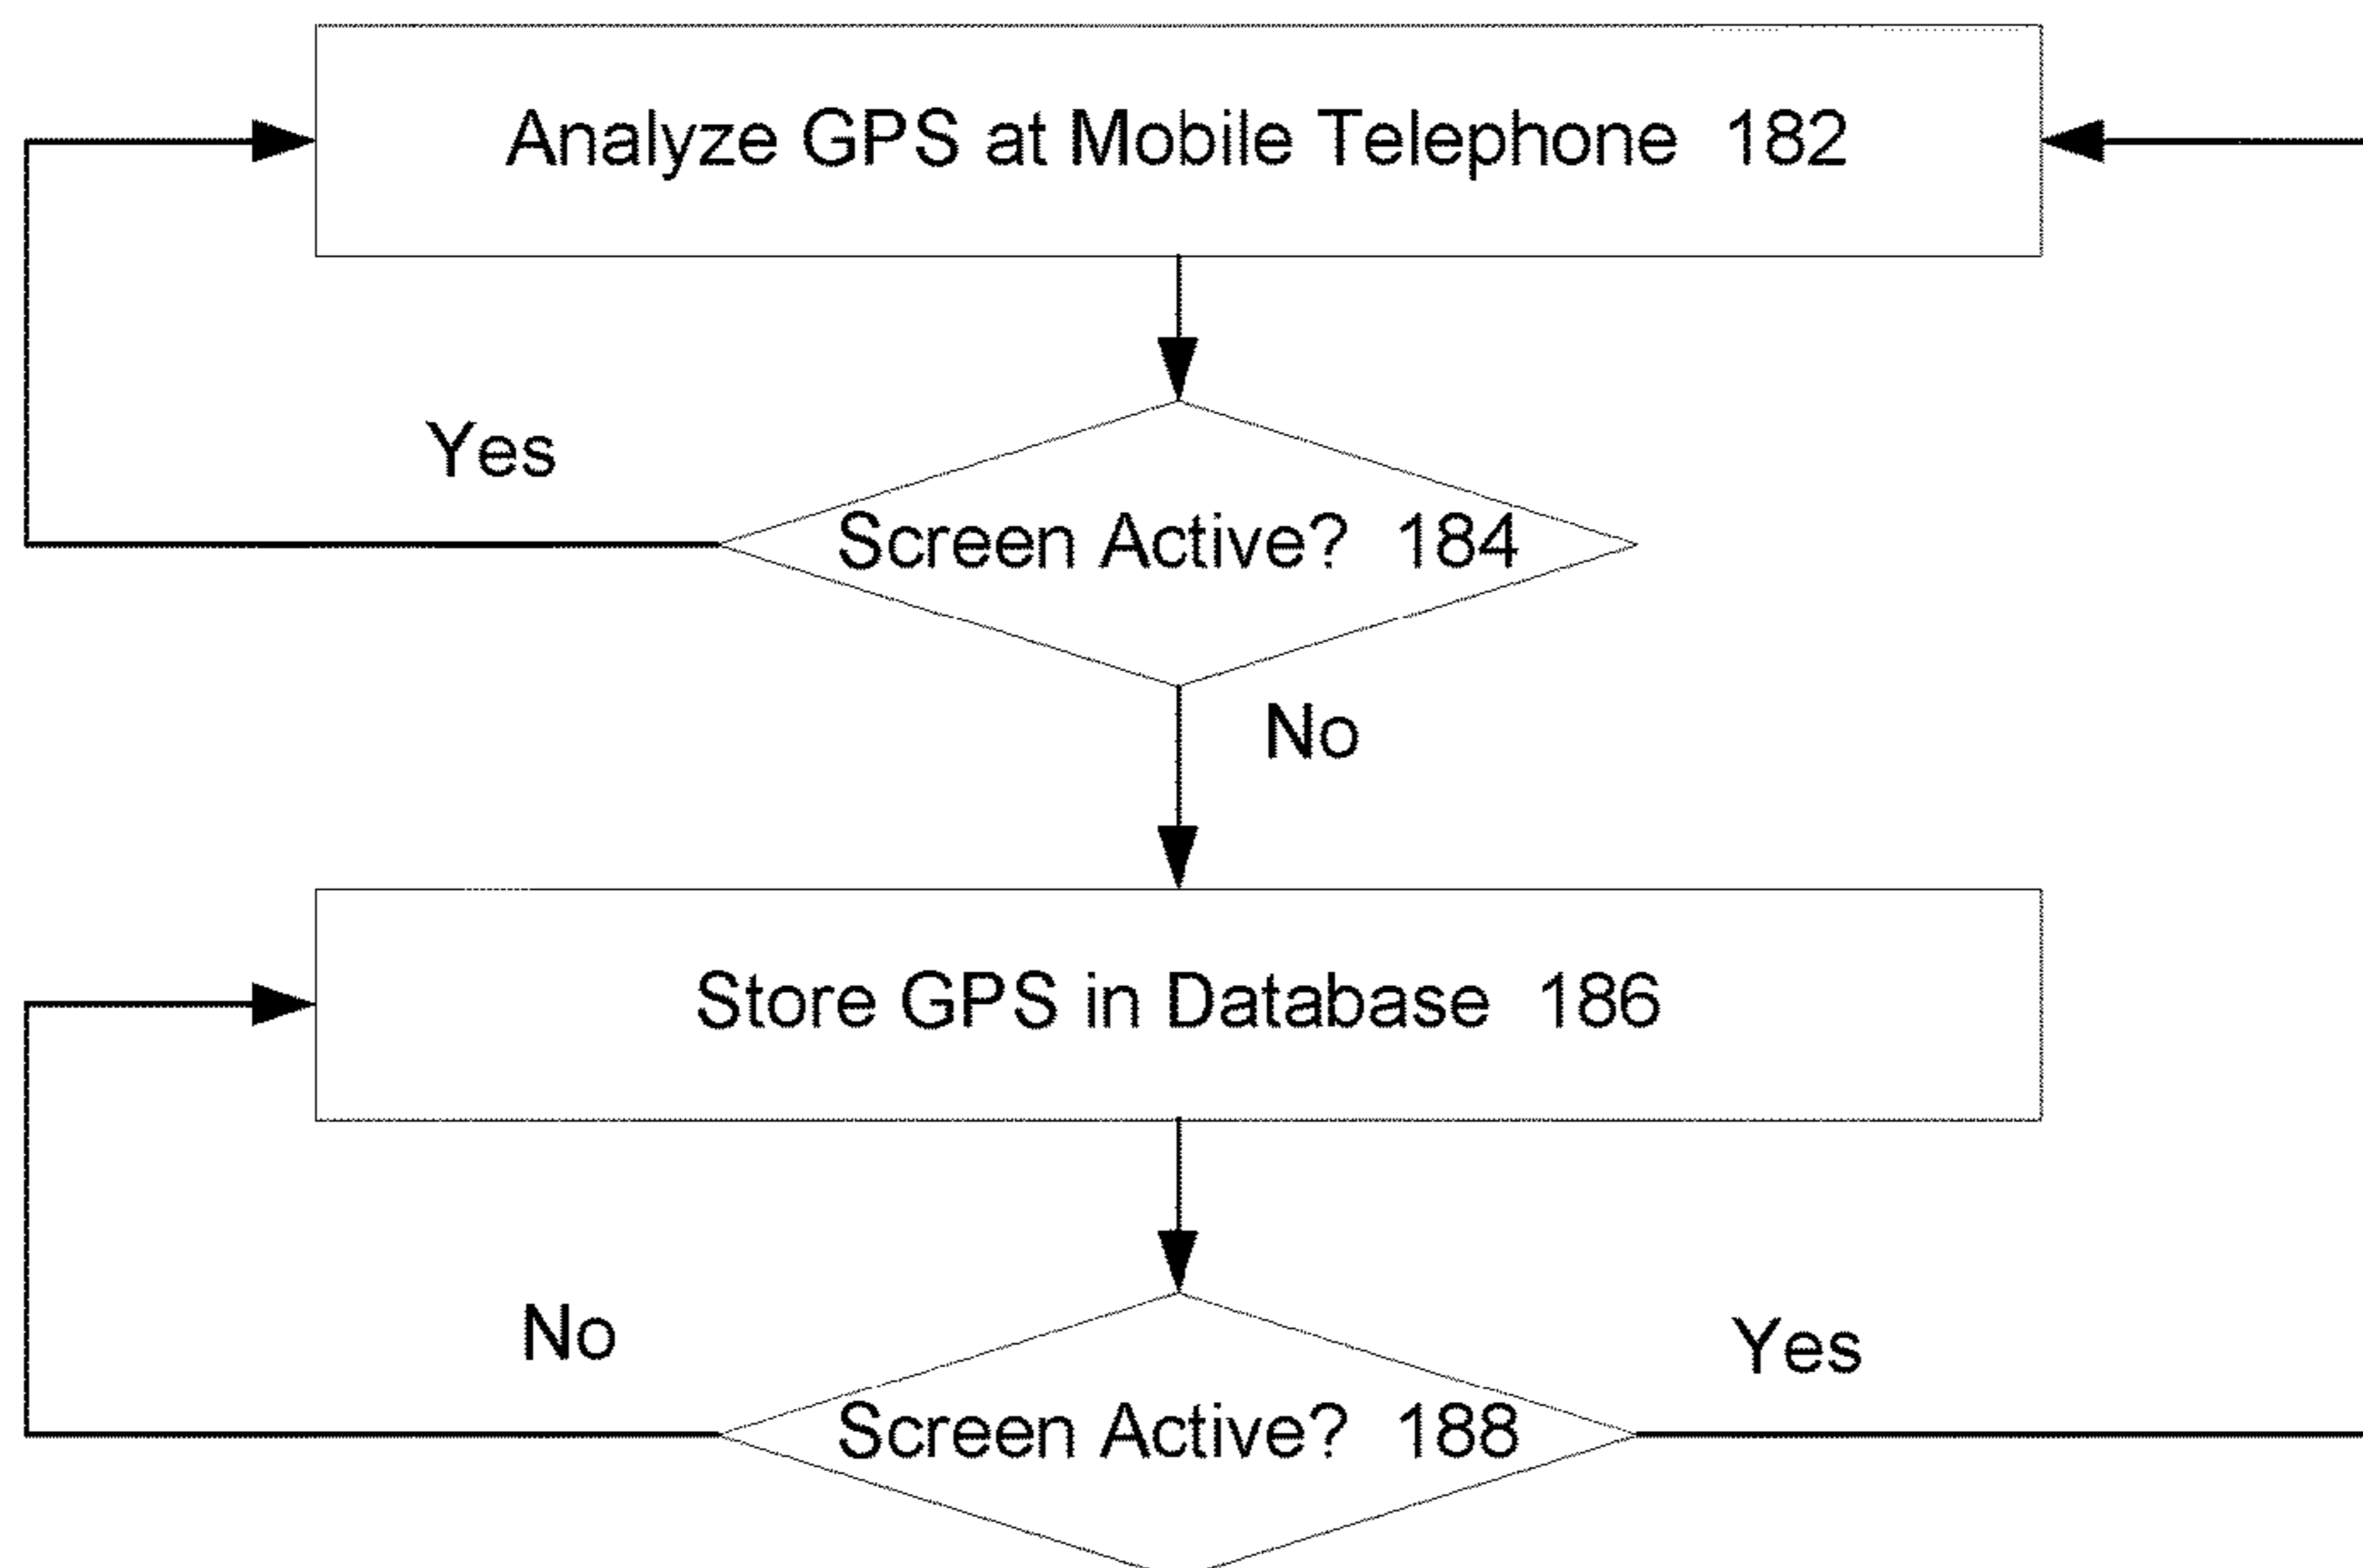 Analyze GPS at Mobile Telephone 182
Yes
Screen Active? 184
No
Store GPS in Database 186
No
Yes
Screen Active? 188